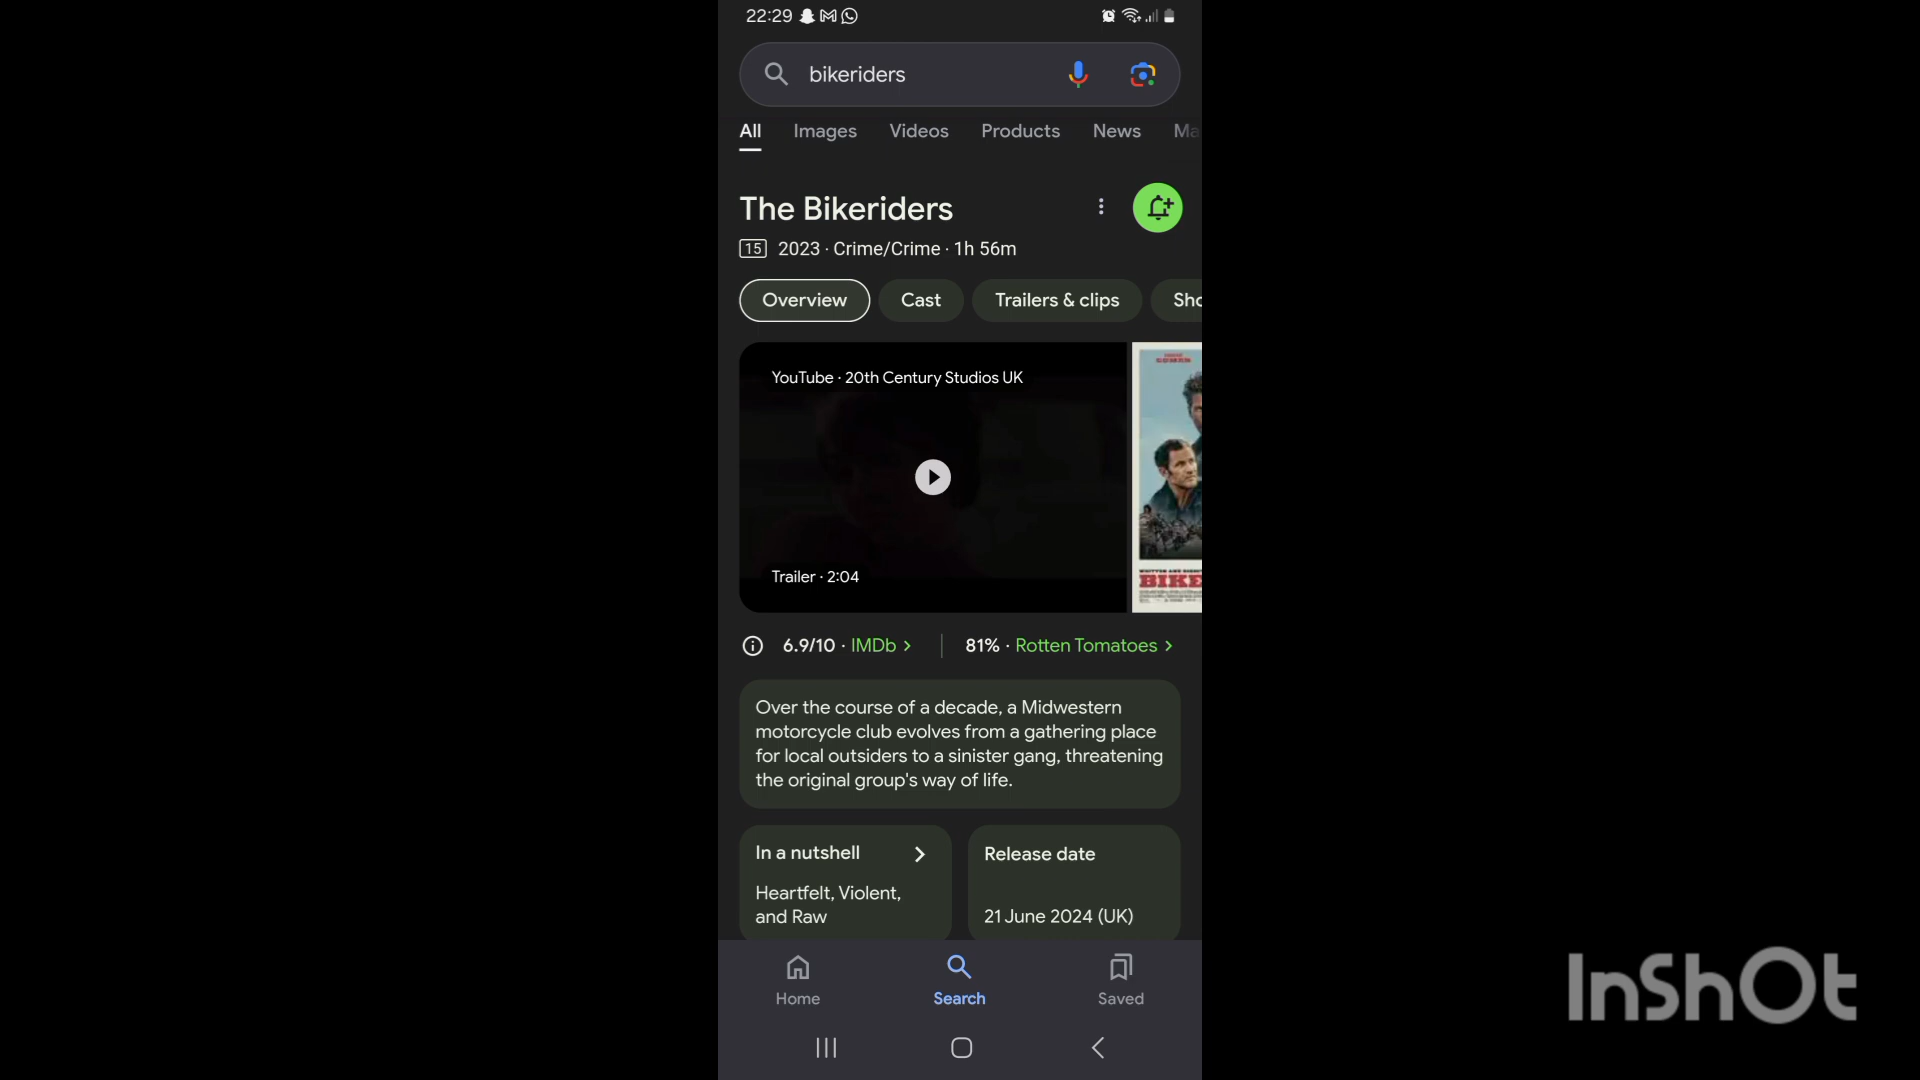 22:29
bikeriders
All Images Videos Products News Ma
The Bikeriders
15 2023 · Crime/Crime · 1h 56m
Overview Cast Trailers & clips Sho
YouTube · 20th Century Studios UK
Trailer · 2:04
BIKE
6.9/10 · IMDb > 81% · Rotten Tomatoes >
Over the course of a decade, a Midwestern
motorcycle club evolves from a gathering place
for local outsiders to a sinister gang, threatening
the original group's way of life.
In a nutshell
Heartfelt, Violent,
and Raw
Release date
21 June 2024 (UK)
Home Search Saved
InShOt